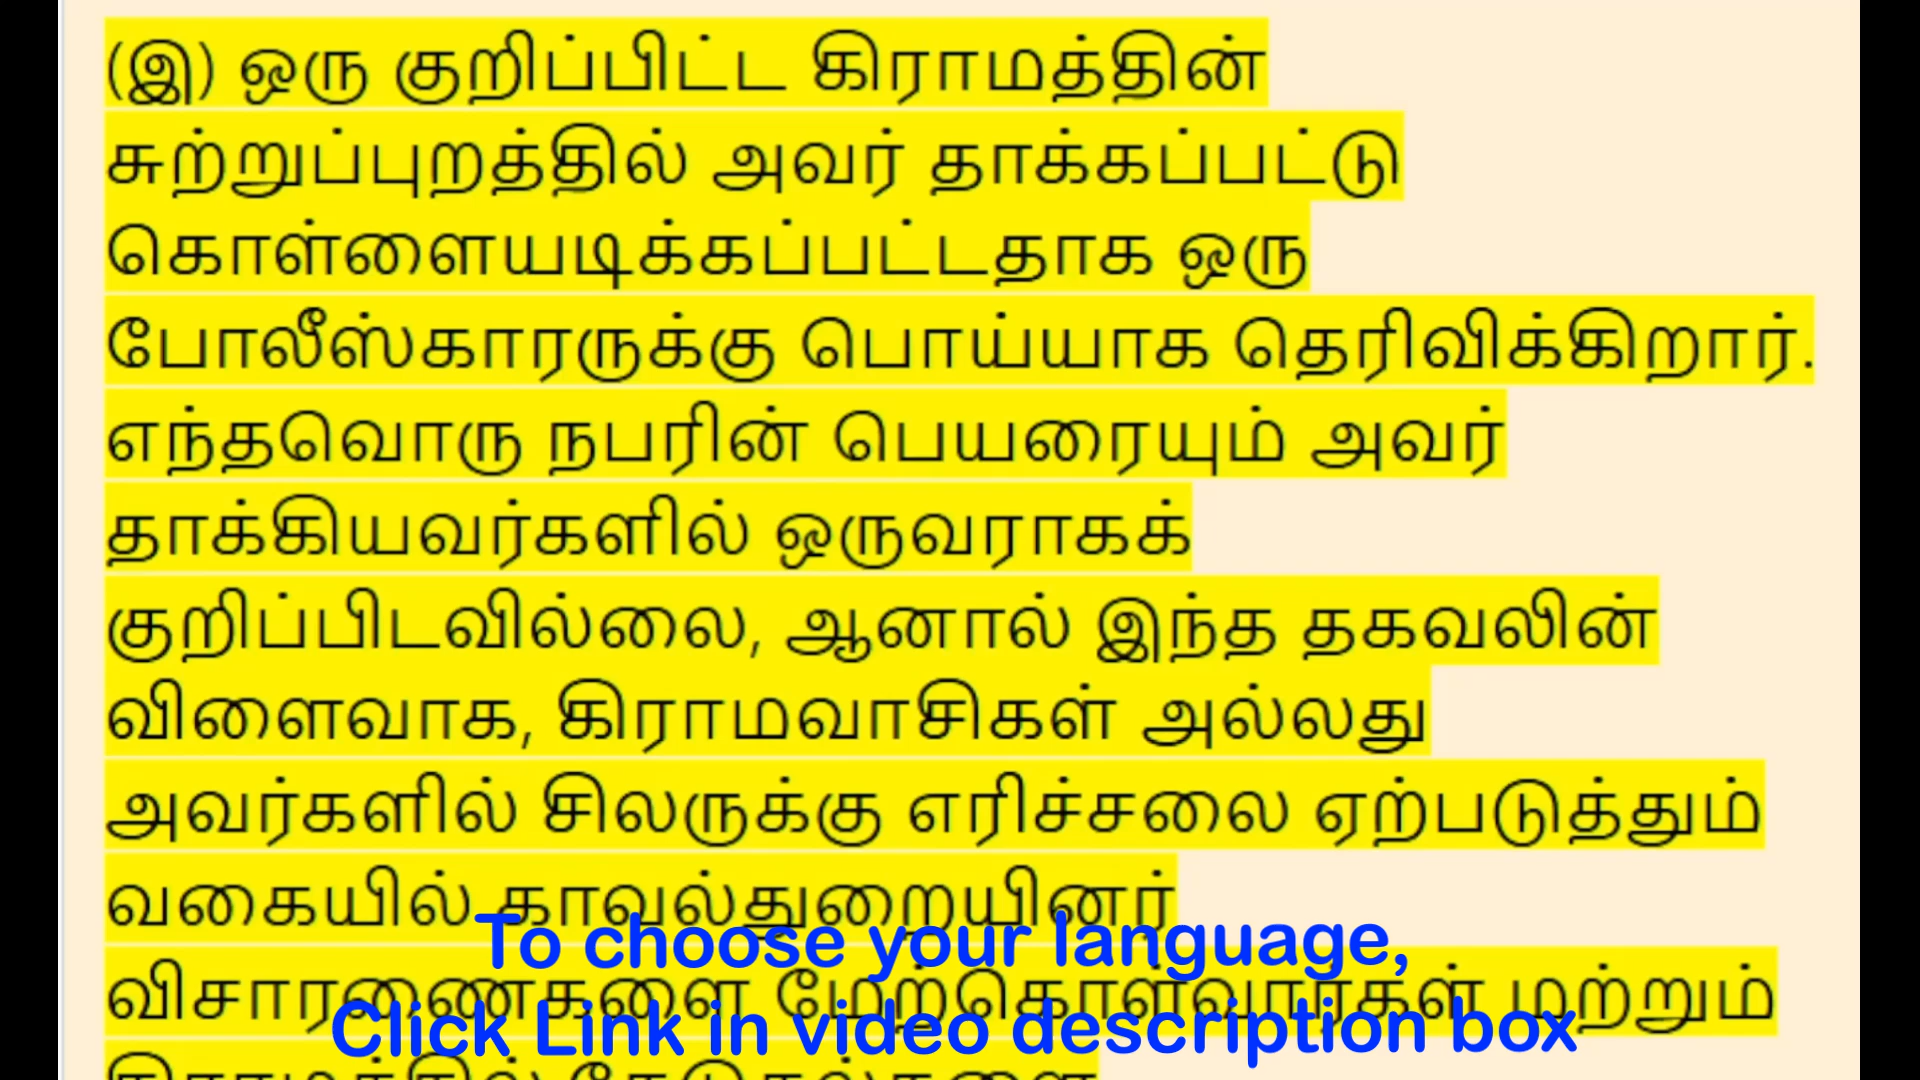 (இ) ஒரு குறிப்பிட்ட கிராமத்தின்
சுற்றுப்புறத்தில் அவர் தாக்கப்பட்டு
கொள்ளையடிக்கப்பட்டதாக ஒரு
போலீஸ்காரருக்கு பொய்யாக தெரிவிக்கிறார்.
எந்தவொரு நபரின் பெயரையும் அவர்
தாக்கியவர்களில் ஒருவராகக்
குறிப்பிடவில்லை, ஆனால் இந்த தகவலின்
விளைவாக, கிராமவாசிகள் அல்லது
அவர்களில் சிலருக்கு எரிச்சலை ஏற்படுத்தும்
வகையில் காவல்துறையினர்
To choose your language,
விசாரணைகளை மேற்கொள்வார்கள் மற்றும்
Click Link in video description box